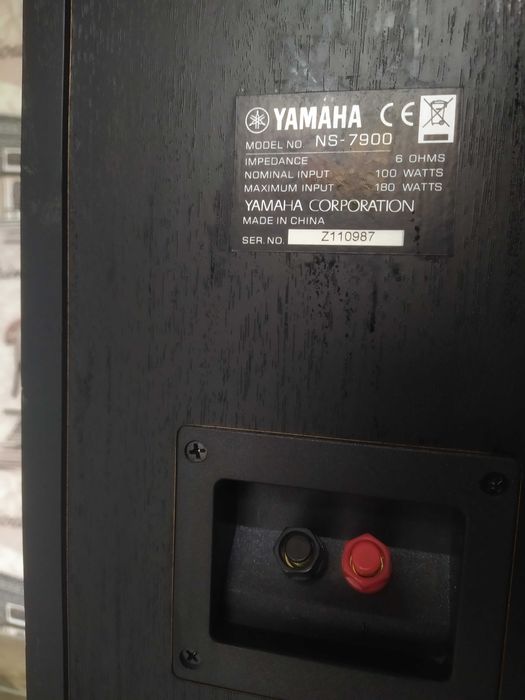 YAMAHA CE
MODEL NO NS-7900
IMPEDANCE 6 OHMS
NOMINAL INPUT 100 WATTS
MAXIMUM INPUT 180 WATTS
YAMAHA CORPORATION
MADE IN CHINA
SER. NO. Z110987